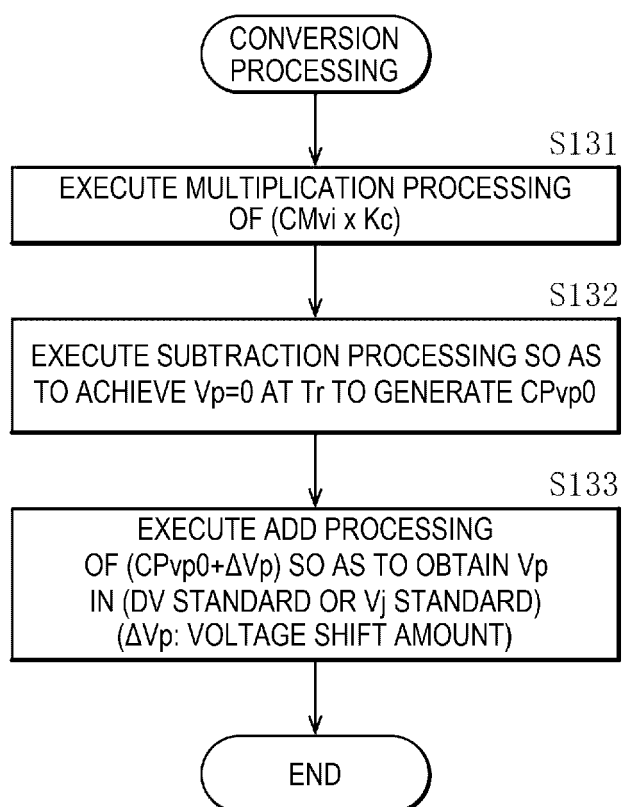 CONVERSION
PROCESSING
S131
EXECUTE MULTIPLICATION PROCESSING
OF (CMvi x Kc)
S132
EXECUTE SUBTRACTION PROCESSING SO AS
TO ACHIEVE Vp=0 AT Tr TO GENERATE CPvp0
S133
EXECUTE ADD PROCESSING
OF (CPvp0+ΔVp) SO AS TO OBTAIN Vp
IN (DV STANDARD OR Vj STANDARD)
(ΔVp: VOLTAGE SHIFT AMOUNT)
END